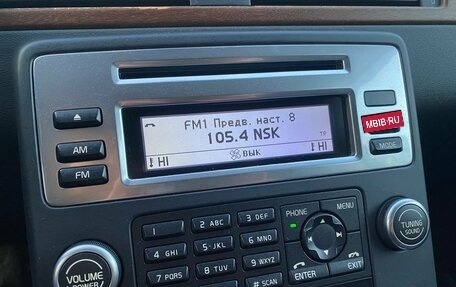 FM1 Предв. наст. 8
105.4 NSK
TP
HI
ВЫК
HI
AM
FM
MBIB.RU
MODE
VOLUME
POWER
1
2 ABC
3 DEF
4 GHI
5 JKL
6 MNO
7 PQRS
8 TUV
9 WXYZ
# SCAN
PHONE
MENU
ENTER
EXIT
TUNING
SOUND